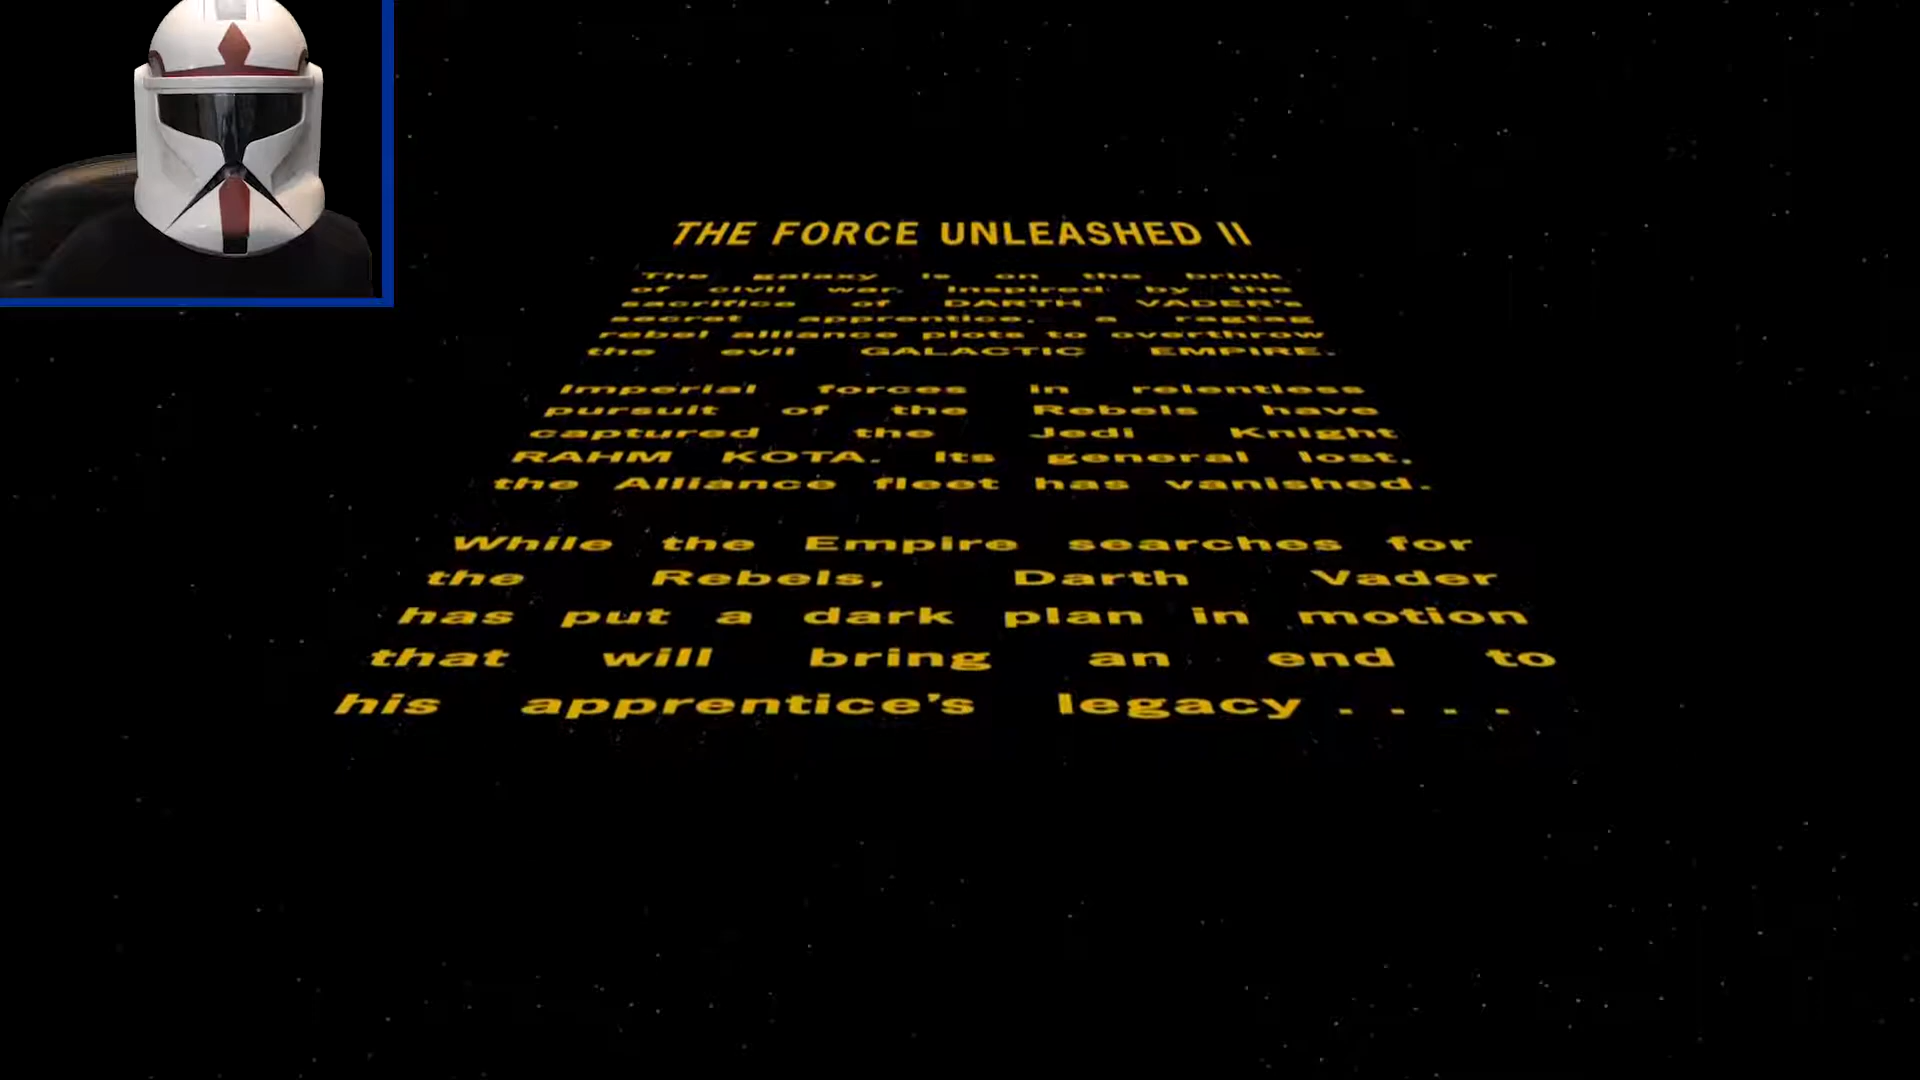 THE FORCE UNLEASHED II
The galaxy is on the brink
of civil war. Inspired by the
sacrifice of DARTH VADER's
secret apprentice, a ragtag
rebel alliance plots to overthrow
the evil GALACTIC EMPIRE.
Imperial forces in relentless
pursuit of the Rebels have
captured the Jedi Knight
RAHM KOTA. Its general lost,
the Alliance fleet has vanished.
While the Empire searches for
the Rebels, Darth Vader
has put a dark plan in motion
that will bring an end to
his apprentice's legacy . . . .